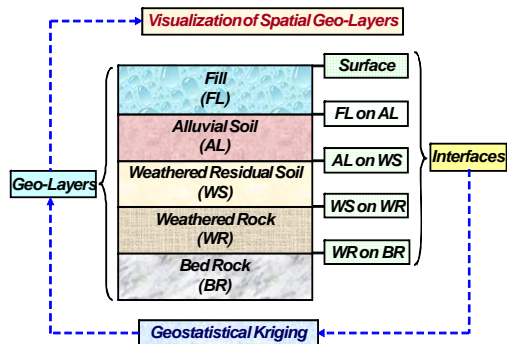 Visualization of Spatial Geo-Layers
Surface
Fill
(FL)
FL on AL
Alluvial Soil
(AL)
AL on WS
Interfaces
Geo-Layers
Weathered Residual Soil
(WS)
WS on WR
Weathered Rock
(WR)
WR on BR
Bed Rock
(BR)
Geostatistical Kriging